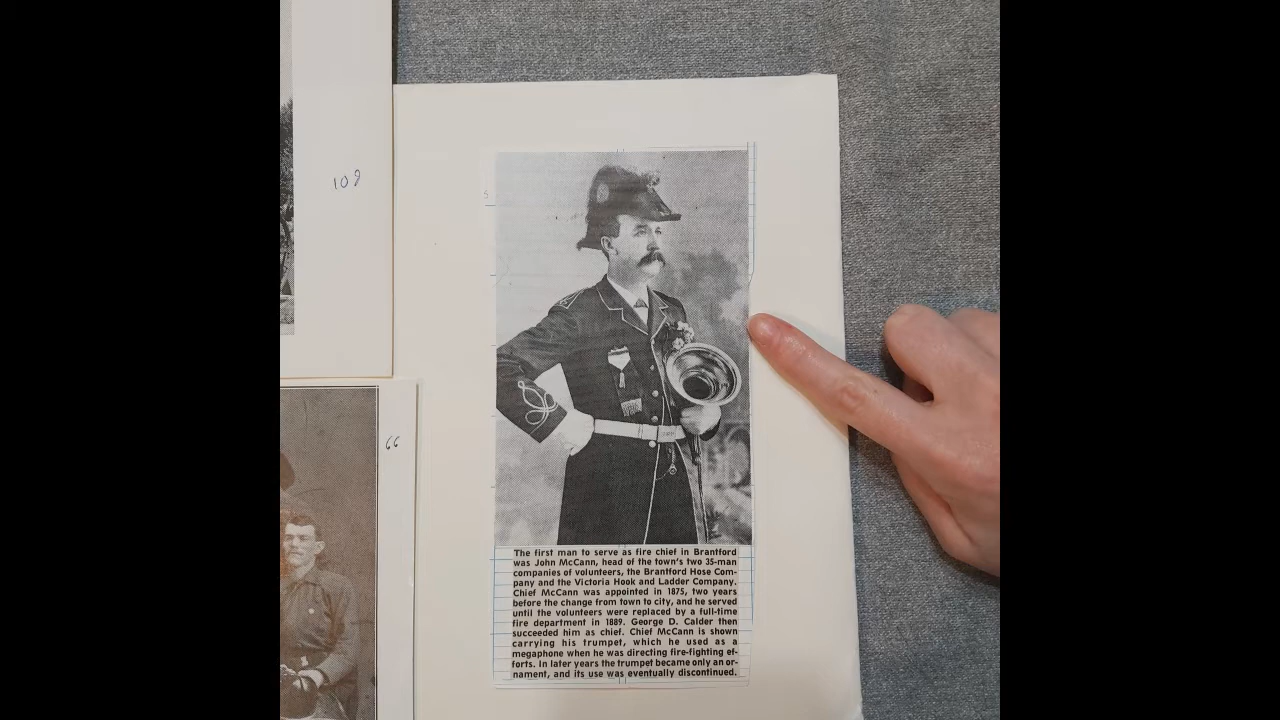 108
66
The first man to serve as fire chief in Brantford
was John McCann, head of the town's two 35-man
companies of volunteers, the Brantford Hose Com-
pany and the Victoria Hook and Ladder Company.
Chief McCann was appointed in 1875, two years
before the change from town to city, and he served
until the volunteers were replaced by a full-time
fire department in 1889. George D. Calder then
succeeded him as chief. Chief McCann is shown
carrying his trumpet, which he used as a
megaphone when he was directing fire-fighting ef-
forts. In later years the trumpet became only an or-
nament, and its use was eventually discontinued.